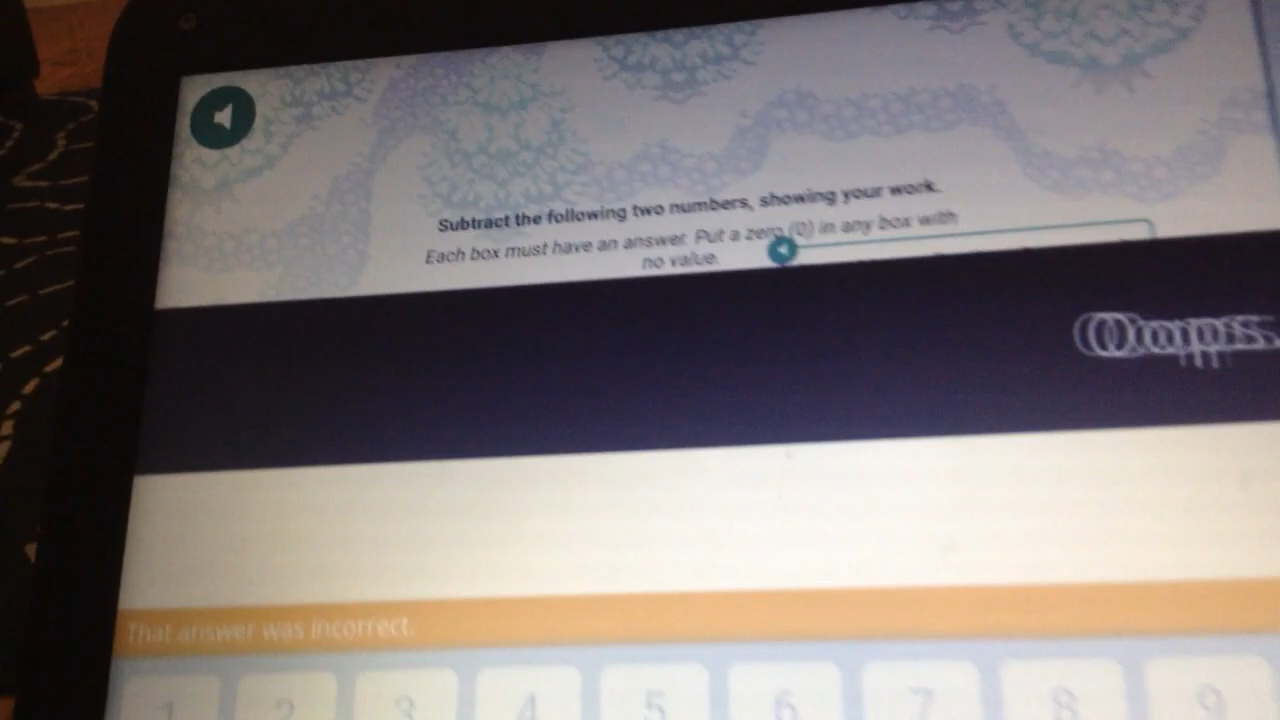 Subtract the following two numbers, showing your work.
Each box must have an answer. Put a zero (0) in any box with
no value.
Ooops.
That answer was incorrect.
1 2 3 4 5 6 7 8 9